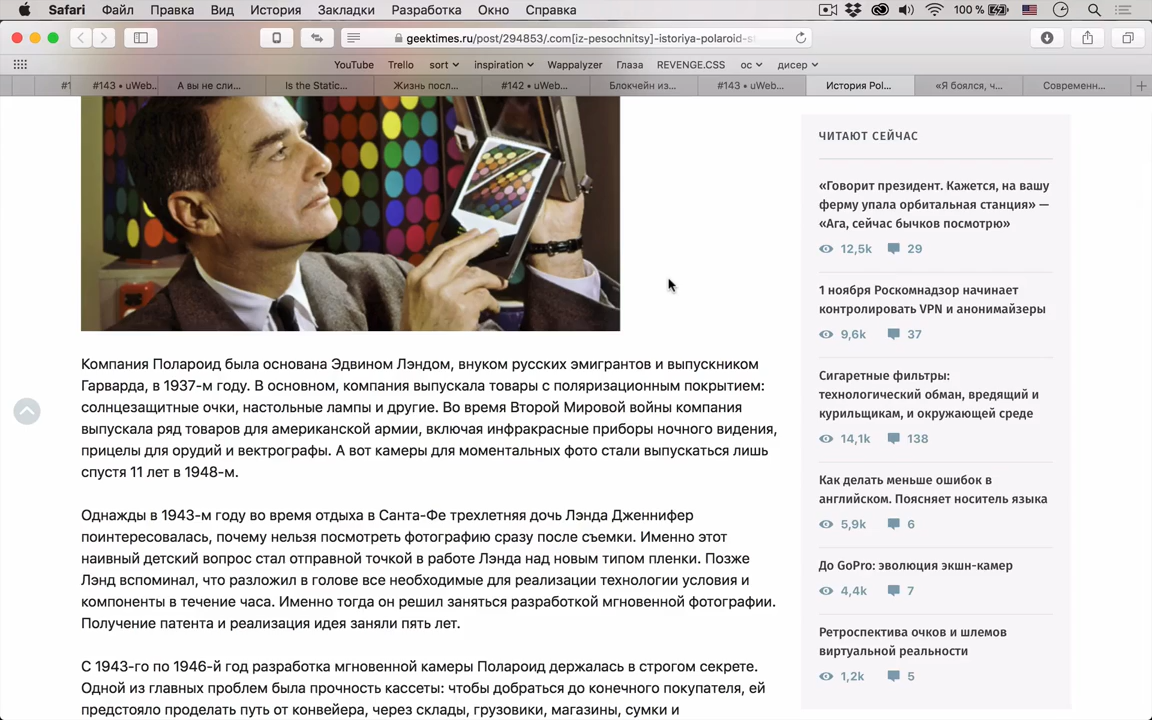 Safari Файл Правка Вид История Закладки Разработка Окно Справка 100 %
geektimes.ru/post/294853/.com[iz-pesochnitsy]-istoriya-polaroid-s
YouTube Trello sort inspiration Wappalyzer Глаза REVENGE.CSS ос дисер
#1 #143 • uWeb... А вы не сли... Is the Static... Жизнь посл... #142 • uWeb... Блокчейн из... #143 • uWeb... История Pol... «Я боялся, ч... Современн...
Компания Полароид была основана Эдвином Лэндом, внуком русских эмигрантов и выпускником
Гарварда, в 1937-м году. В основном, компания выпускала товары с поляризационным покрытием:
солнцезащитные очки, настольные лампы и другие. Во время Второй Мировой войны компания
выпускала ряд товаров для американской армии, включая инфракрасные приборы ночного видения,
прицелы для орудий и вектрографы. А вот камеры для моментальных фото стали выпускаться лишь
спустя 11 лет в 1948-м.
Однажды в 1943-м году во время отдыха в Санта-Фе трехлетняя дочь Лэнда Дженнифер
поинтересовалась, почему нельзя посмотреть фотографию сразу после съемки. Именно этот
наивный детский вопрос стал отправной точкой в работе Лэнда над новым типом пленки. Позже
Лэнд вспоминал, что разложил в голове все необходимые для реализации технологии условия и
компоненты в течение часа. Именно тогда он решил заняться разработкой мгновенной фотографии.
Получение патента и реализация идея заняли пять лет.
С 1943-го по 1946-й год разработка мгновенной камеры Полароид держалась в строгом секрете.
Одной из главных проблем была прочность кассеты: чтобы добраться до конечного покупателя, ей
предстояло проделать путь от конвейера, через склады, грузовики, магазины, сумки и
ЧИТАЮТ СЕЙЧАС
«Говорит президент. Кажется, на вашу
ферму упала орбитальная станция» —
«Ага, сейчас бычков посмотрю»
12,5k 29
1 ноября Роскомнадзор начинает
контролировать VPN и анонимайзеры
9,6k 37
Сигаретные фильтры:
технологический обман, вредящий и
курильщикам, и окружающей среде
14,1k 138
Как делать меньше ошибок в
английском. Поясняет носитель языка
5,9k 6
До GoPro: эволюция экшн-камер
4,4k 7
Ретроспектива очков и шлемов
виртуальной реальности
1,2k 5